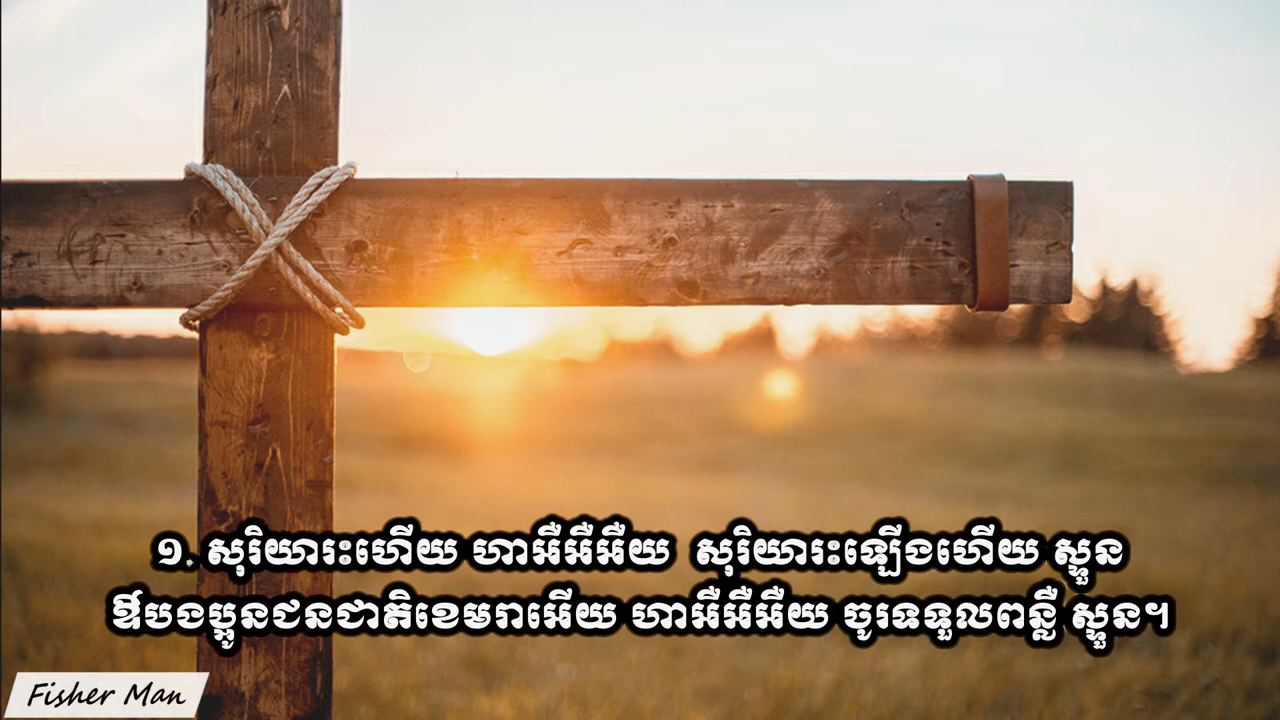 ១. សុរិយារះហើយ ហាអឺអឺអឺយ សុរិយារះឡើងហើយ ស្ទួន
ឱបងប្អូនជនជាតិខេមរាអើយ ហាអឺអឺអឺយ ចូរទទួលពន្លឺ ស្ទួន។
Fisher Man